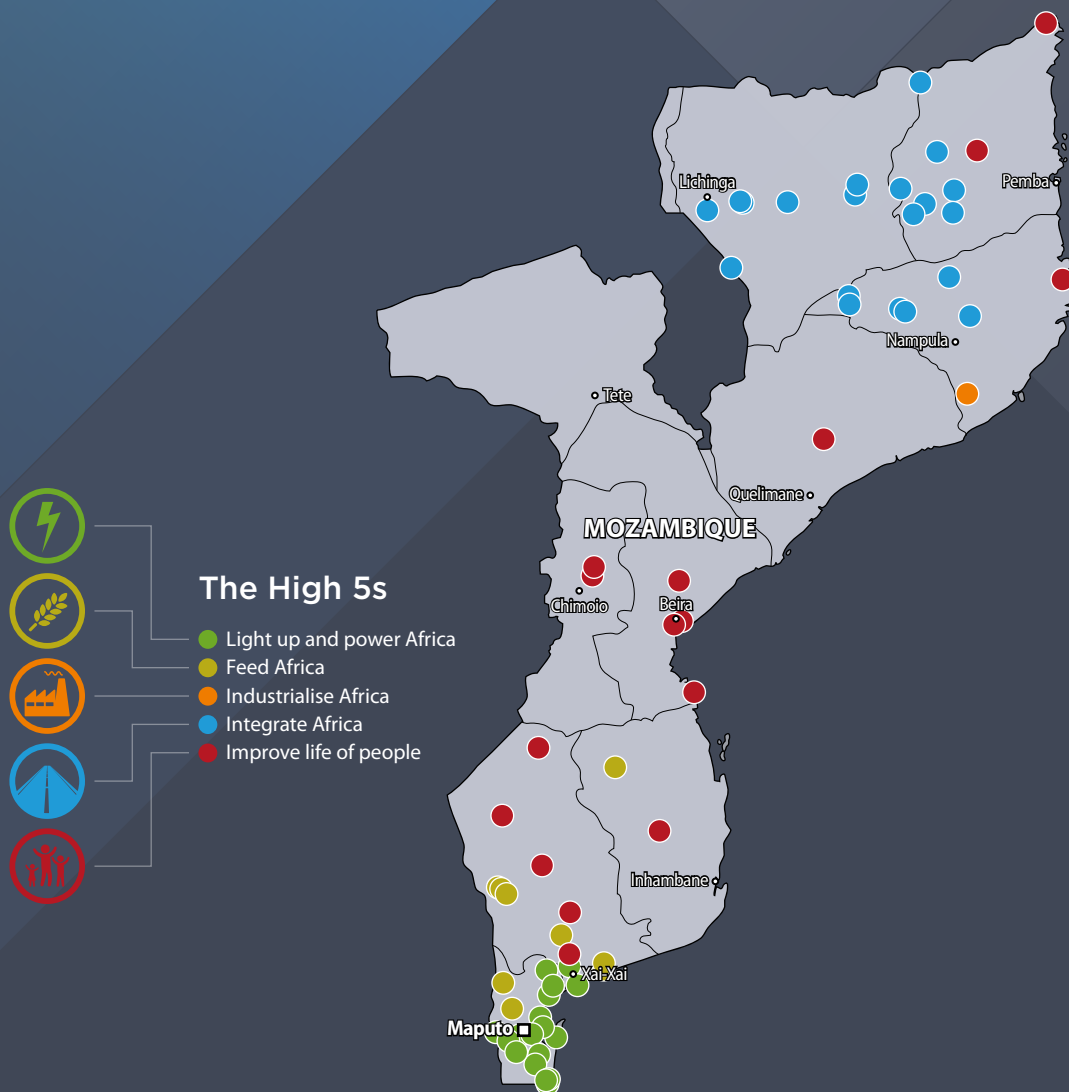 Lichinga
Pemba
Nampula
Tete
Quelimane
MOZAMBIQUE
Chimoio
Beira
The High 5s
Light up and power Africa
Feed Africa
Industrialise Africa
Integrate Africa
Improve life of people
Inhambane
Xai-Xai
Maputo